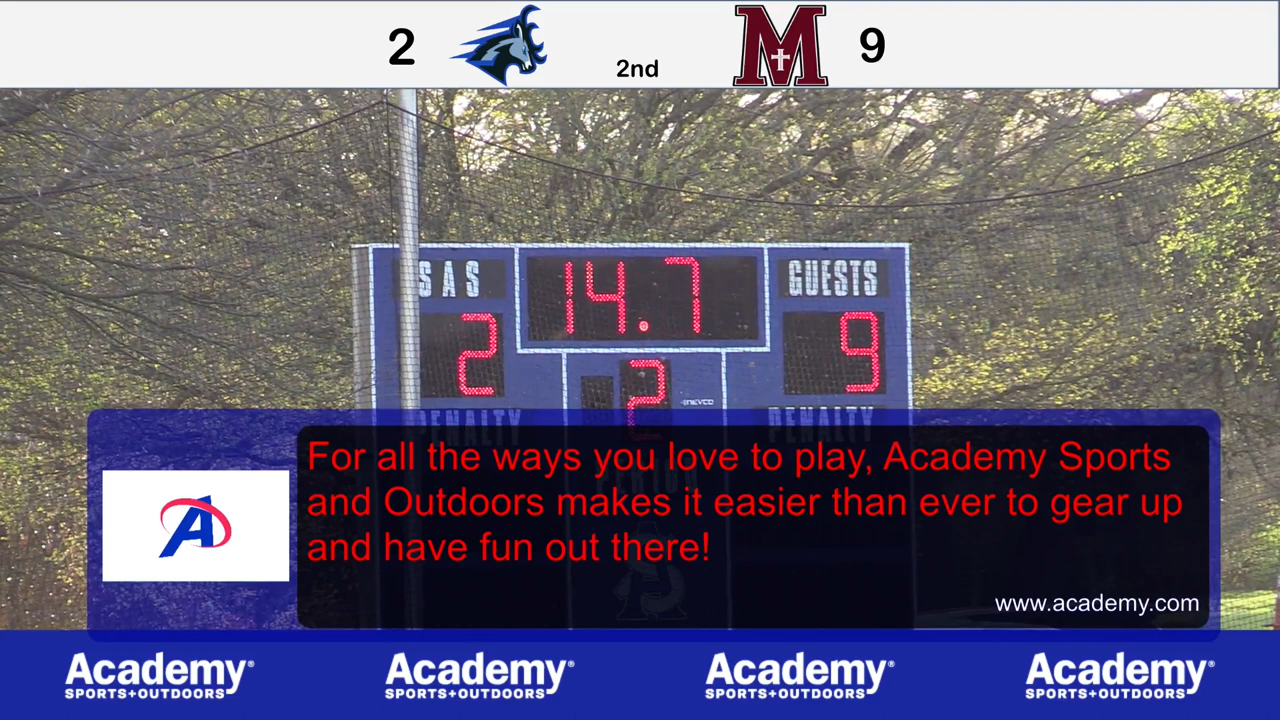 2
2nd
M
9
SAS
14.7
GUESTS
2
2
9
NEVCO
PENALTY
PENALTY
PERIOD
For all the ways you love to play, Academy Sports
and Outdoors makes it easier than ever to gear up
and have fun out there!
www.academy.com
A
Academy
SPORTS+OUTDOORS
Academy
SPORTS+OUTDOORS
Academy
SPORTS+OUTDOORS
Academy
SPORTS+OUTDOORS